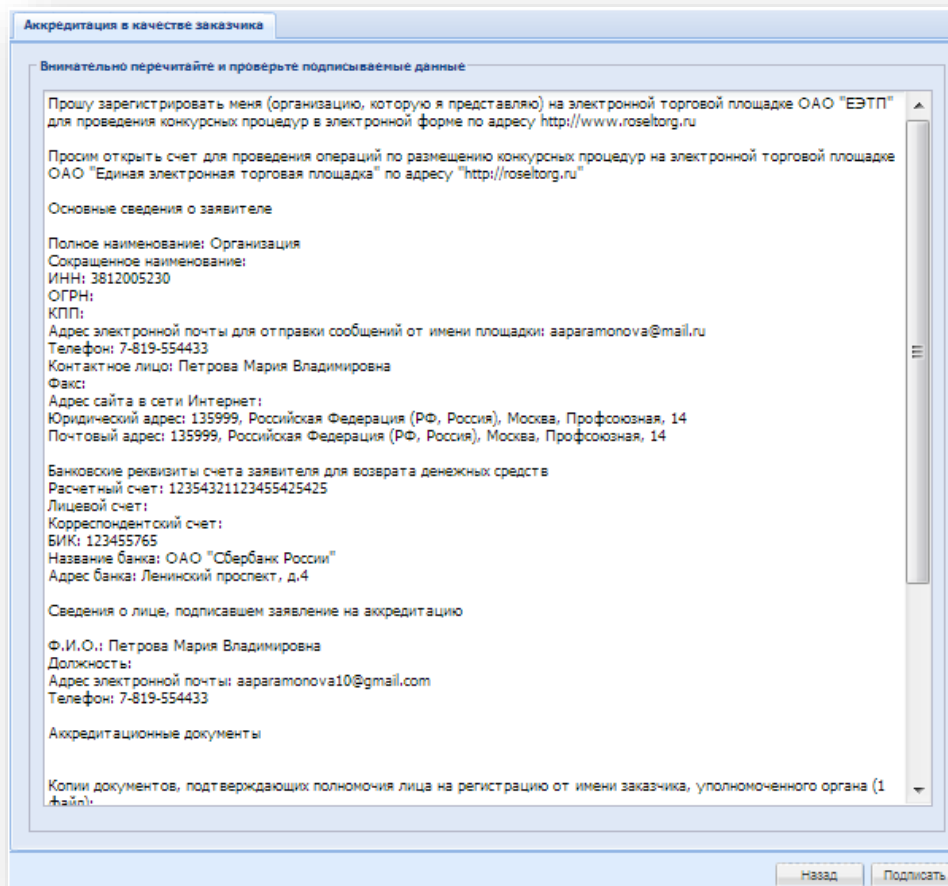 Аккредитация в качестве заказчика
Внимательно перечитайте и проверьте подписываемые данные
Прошу зарегистрировать меня (организацию, которую я представляю) на электронной торговой площадке ОАО "ЕЭТП"
для проведения конкурсных процедур в электронной форме по адресу http://www.roseltorg.ru
Просим открыть счет для проведения операций по размещению конкурсных процедур на электронной торговой площадке
ОАО "Единая электронная торговая площадка" по адресу "http://roseltorg.ru"
Основные сведения о заявителе
Полное наименование: Организация
Сокращенное наименование:
ИНН: 3812005230
ОГРН:
КПП:
Адрес электронной почты для отправки сообщений от имени площадки: aaparamonova@mail.ru
Телефон: 7-819-554433
Контактное лицо: Петрова Мария Владимировна
Факс:
Адрес сайта в сети Интернет:
Юридический адрес: 135999, Российская Федерация (РФ, Россия), Москва, Профсоюзная, 14
Почтовый адрес: 135999, Российская Федерация (РФ, Россия), Москва, Профсоюзная, 14
Банковские реквизиты счета заявителя для возврата денежных средств
Расчетный счет: 12354321123455425425
Лицевой счет:
Корреспондентский счет:
БИК: 123455765
Название банка: ОАО "Сбербанк России"
Адрес банка: Ленинский проспект, д.4
Сведения о лице, подписавшем заявление на аккредитацию
Ф.И.О.: Петрова Мария Владимировна
Должность:
Адрес электронной почты: aaparamonova10@gmail.com
Телефон: 7-819-554433
Аккредитационные документы
Копии документов, подтверждающих полномочия лица на регистрацию от имени заказчика, уполномоченного органа (1
файл):
Назад
Подписать